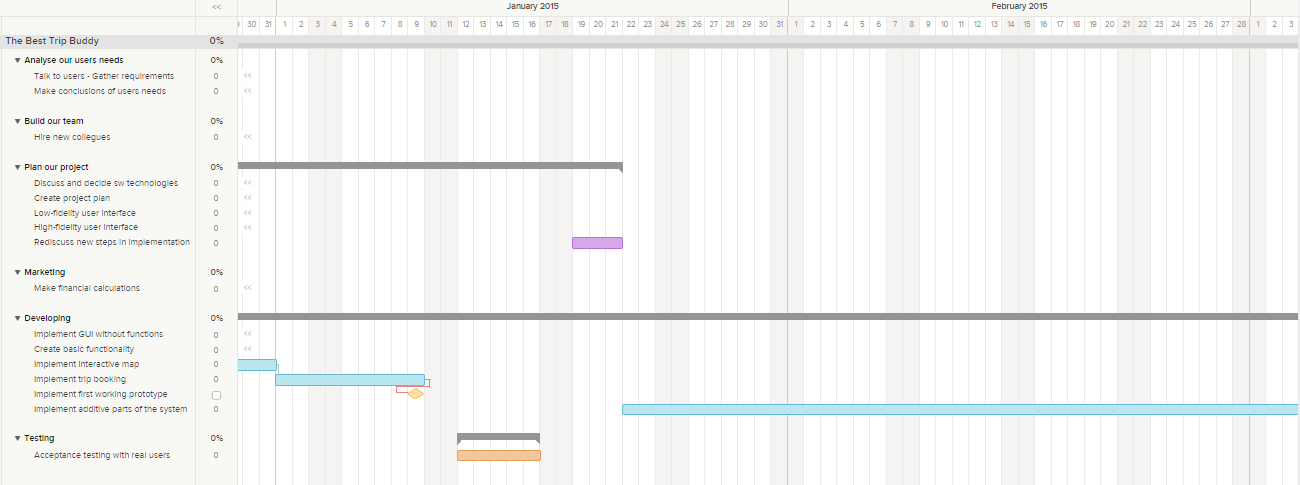 << January 2015 February 2015
30 31 1 2 3 4 5 6 7 8 9 10 11 12 13 14 15 16 17 18 19 20 21 22 23 24 25 26 27 28 29 30 31 1 2 3 4 5 6 7 8 9 10 11 12 13 14 15 16 17 18 19 20 21 22 23 24 25 26 27 28 1 2 3
The Best Trip Buddy 0%
Analyse our users needs 0%
Talk to users - Gather requirements 0 <<
Make conclusions of users needs 0 <<
Build our team 0%
Hire new collegues 0 <<
Plan our project 0%
Discuss and decide sw technologies 0 <<
Create project plan 0 <<
Low-fidelity user interface 0 <<
High-fidelity user interface 0 <<
Rediscuss new steps in implementation 0
Marketing 0%
Make financial calculations 0 <<
Developing 0%
Implement GUI without functions 0 <<
Create basic functionality 0 <<
Implement interactive map 0
Implement trip booking 0
Implement first working prototype
Implement additive parts of the system 0
Testing 0%
Acceptance testing with real users 0